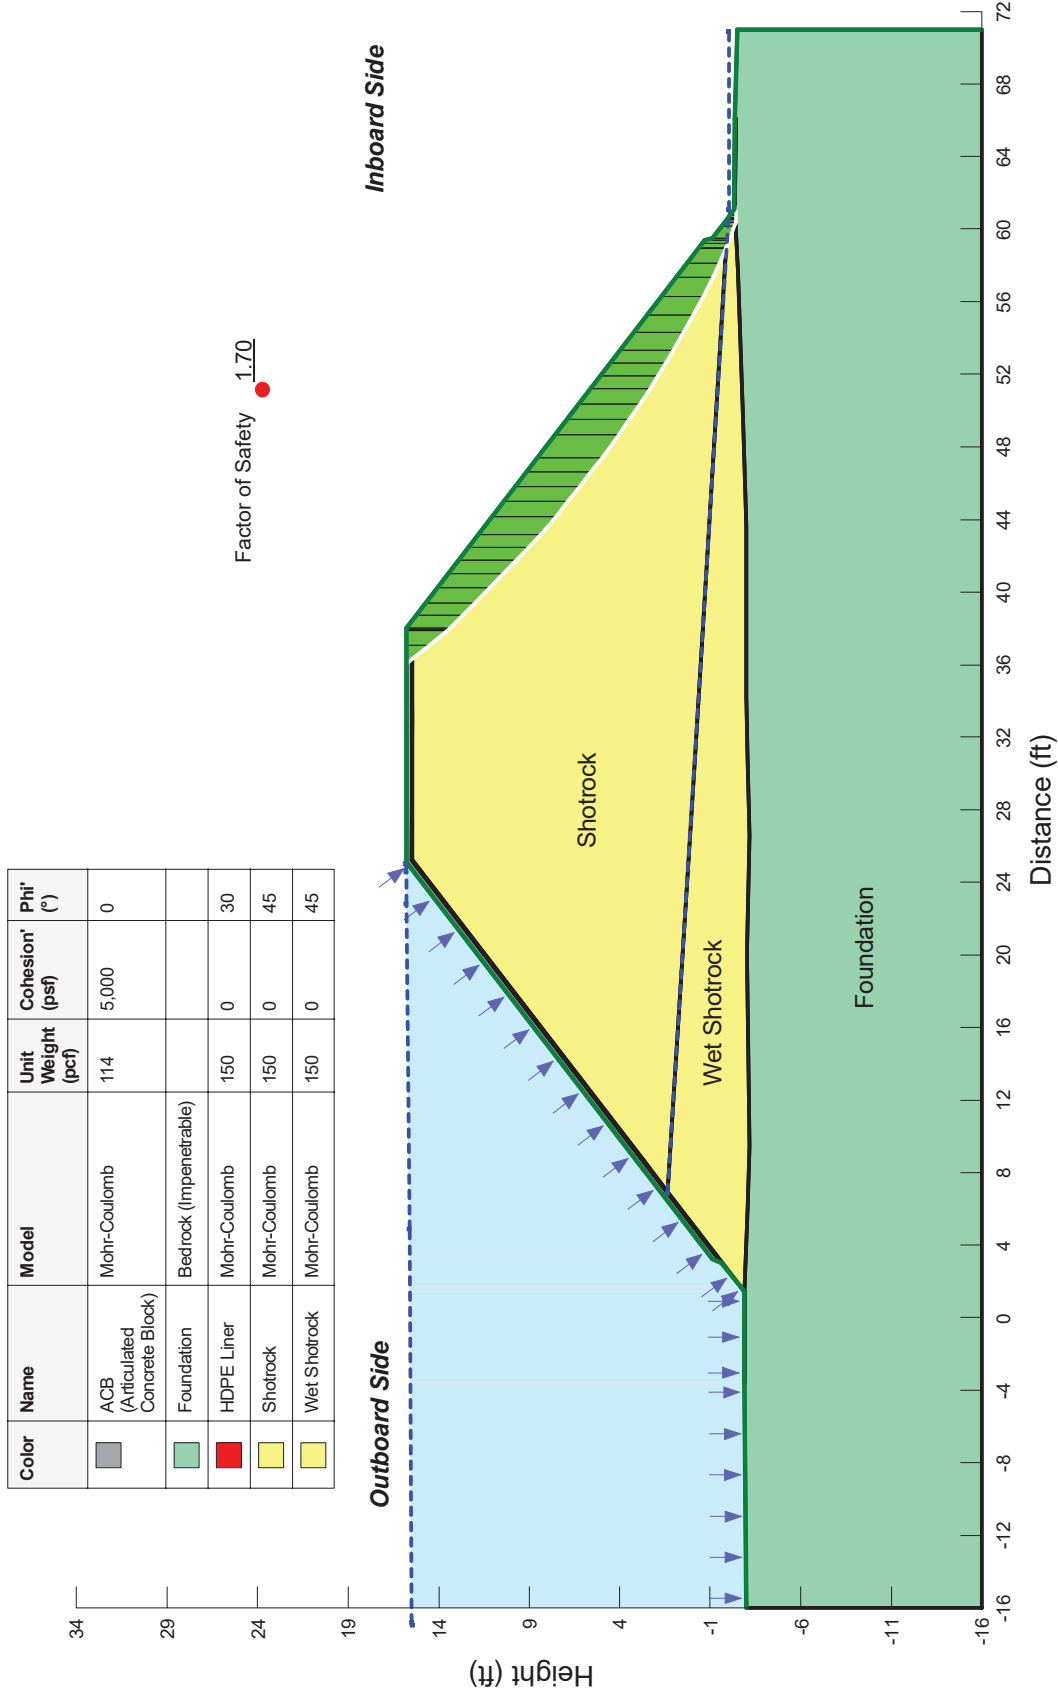 Color Name Model Unit Weight (pcf) Cohesion' (psf) Phi' (°)
ACB (Articulated Concrete Block) Mohr-Coulomb 114 5,000 0
Foundation Bedrock (Impenetrable)
HDPE Liner Mohr-Coulomb 150 0 30
Shotrock Mohr-Coulomb 150 0 45
Wet Shotrock Mohr-Coulomb 150 0 45
Factor of Safety 1.70
Outboard Side
Inboard Side
Shotrock
Wet Shotrock
Foundation
Height (ft)
34
29
24
19
14
9
4
-1
-6
-11
-16
-16 -12 -8 -4 0 4 8 12 16 20 24 28 32 36 40 44 48 52 56 60 64 68 72
Distance (ft)